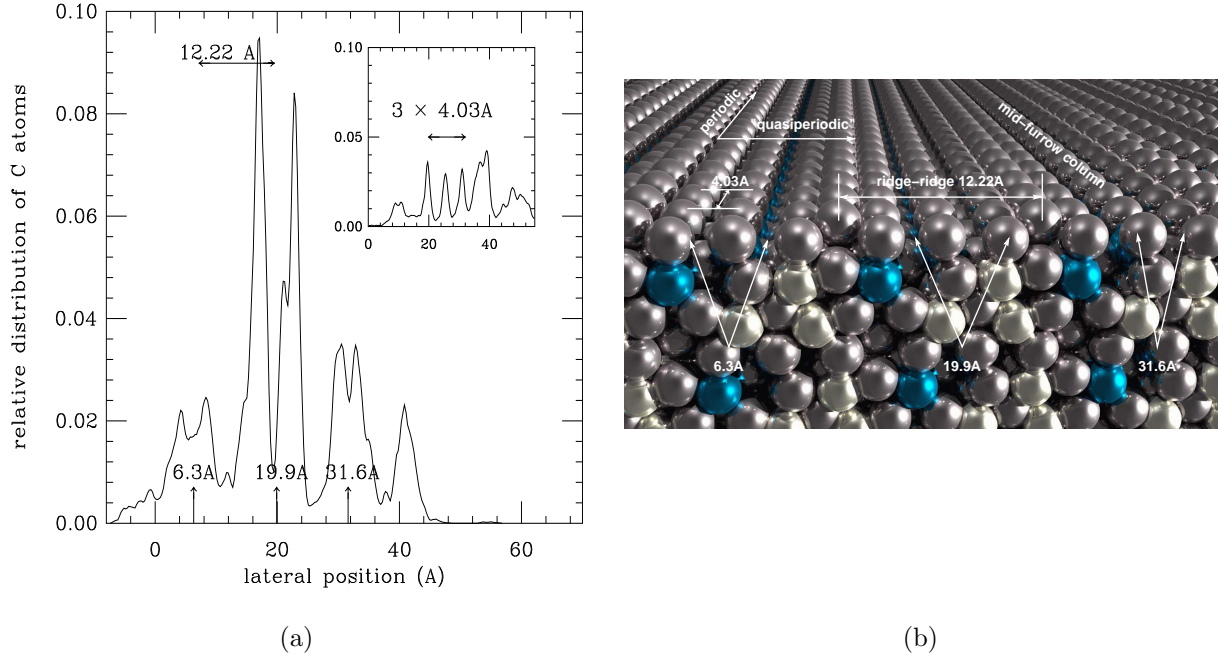 0.10
0.08
0.06
0.04
0.02
0.00
relative distribution of C atoms
12.22 A
6.3A
19.9A
31.6A
0
20
40
60
lateral position (A)
0.10
0.05
0.00
3 × 4.03A
0
20
40
(a)
periodic
"quasiperiodic"
mid−furrow column
4.03A
ridge−ridge 12.22A
6.3A
19.9A
31.6A
(b)